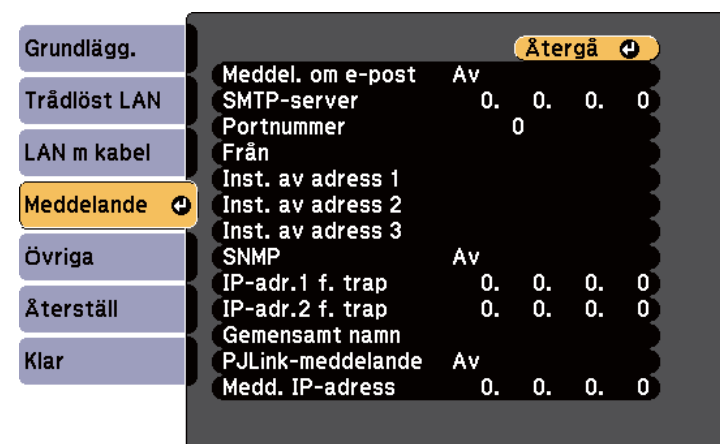 Grundlägg.
Trådlöst LAN
LAN m kabel
Meddelande
Övriga
Återställ
Klar
Återgå
Meddel. om e-post Av
SMTP-server 0. 0. 0. 0
Portnummer 0
Från
Inst. av adress 1
Inst. av adress 2
Inst. av adress 3
SNMP Av
IP-adr.1 f. trap 0. 0. 0. 0
IP-adr.2 f. trap 0. 0. 0. 0
Gemensamt namn
PJLink-meddelande Av
Medd. IP-adress 0. 0. 0. 0